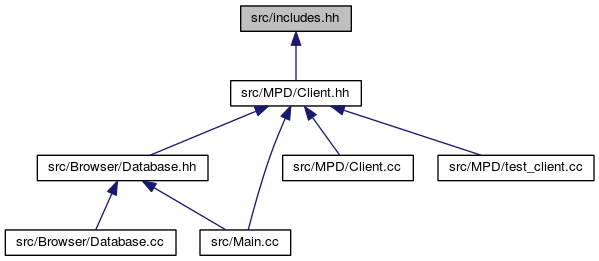 src/includes.hh
src/MPD/Client.hh
src/Browser/Database.hh
src/MPD/Client.cc
src/MPD/test_client.cc
src/Browser/Database.cc
src/Main.cc